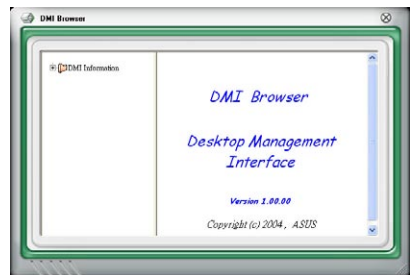 DMI Browser
DMI Information
DMI Browser
Desktop Management
Interface
Version 1.00.00
Copyright (c) 2004, ASUS